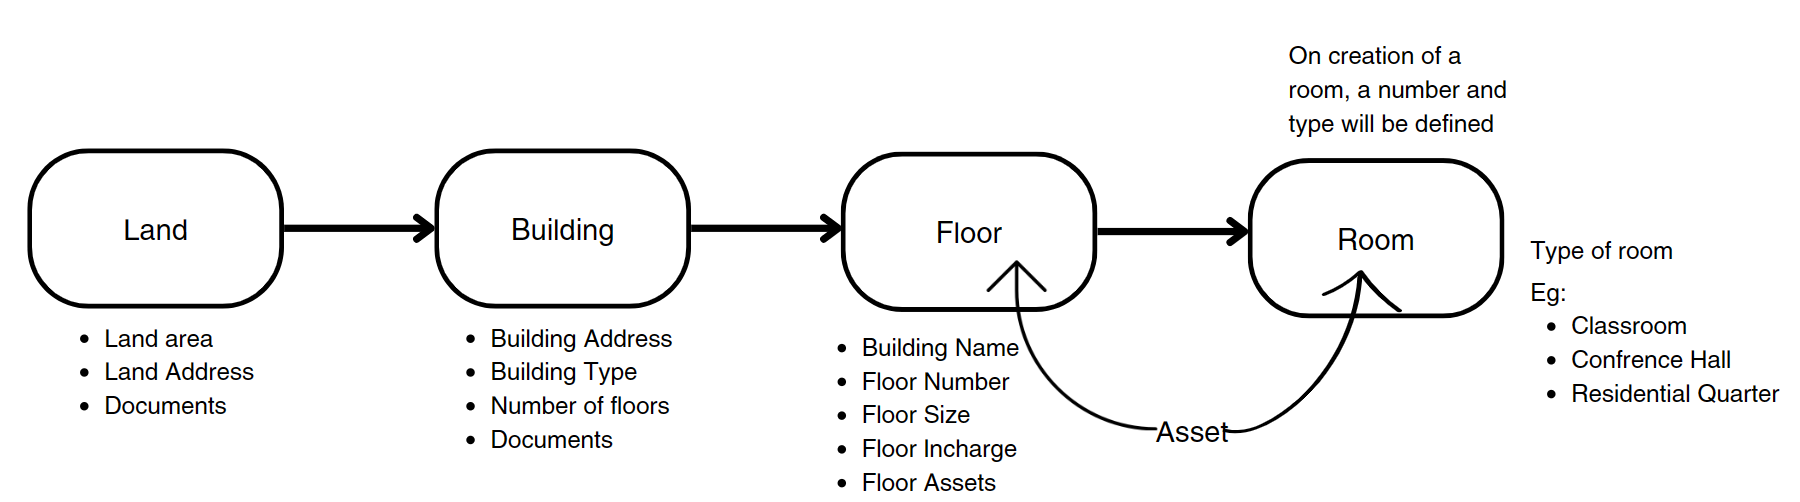 On creation of a
room, a number and
type will be defined
Land
Building
Floor
Room
Land area
Land Address
Documents
Building Address
Building Type
Number of floors
Documents
Building Name
Floor Number
Floor Size
Floor Incharge
Floor Assets
Asset
Type of room
Eg:
Classroom
Confrence Hall
Residential Quarter